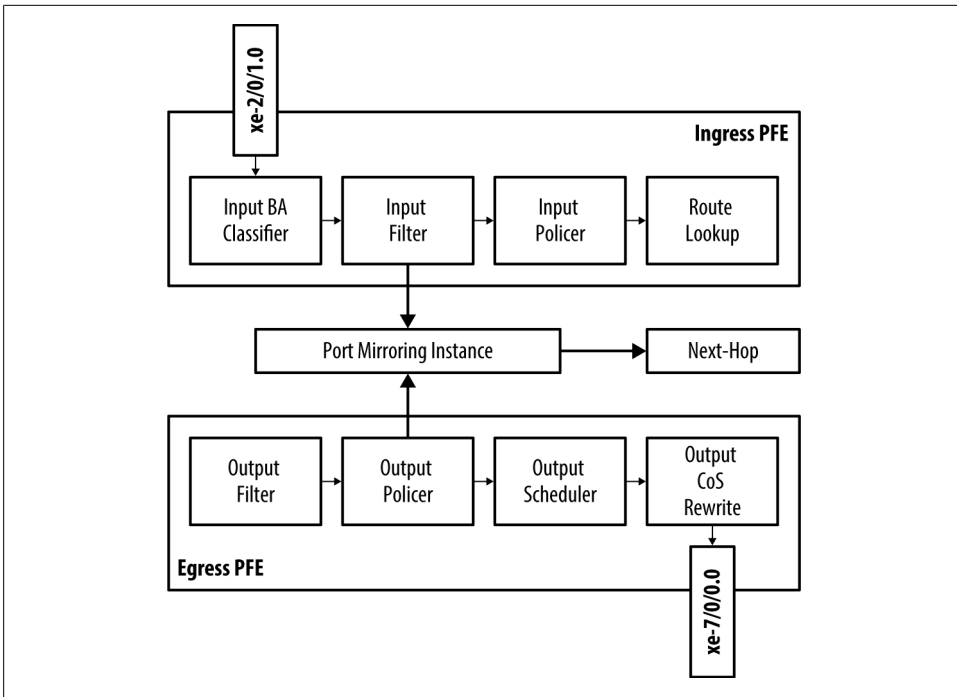 xe-2/0/1.0
Ingress PFE
Input BA
Classifier
Input
Filter
Input
Policer
Route
Lookup
Port Mirroring Instance
Next-Hop
Output
Filter
Output
Policer
Output
Scheduler
Output
CoS
Rewrite
Egress PFE
xe-7/0/0.0